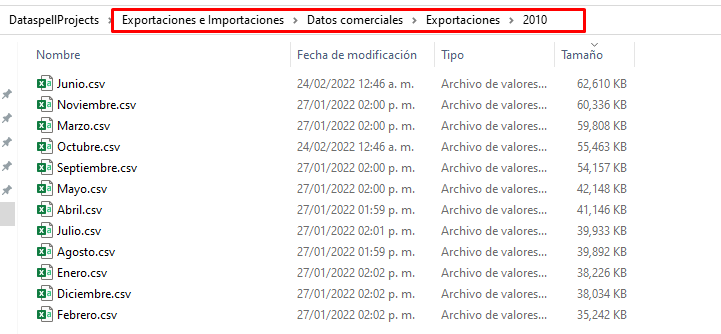 DataspellProjects > Exportaciones e Importaciones > Datos comerciales > Exportaciones > 2010
Nombre Fecha de modificación Tipo Tamaño
Junio.csv 24/02/2022 12:46 a. m. Archivo de valores... 62,610 KB
Noviembre.csv 27/01/2022 02:00 p. m. Archivo de valores... 60,336 KB
Marzo.csv 27/01/2022 02:00 p. m. Archivo de valores... 59,808 KB
Octubre.csv 24/02/2022 12:46 a. m. Archivo de valores... 55,463 KB
Septiembre.csv 27/01/2022 02:00 p. m. Archivo de valores... 54,157 KB
Mayo.csv 27/01/2022 02:00 p. m. Archivo de valores... 42,148 KB
Abril.csv 27/01/2022 01:59 p. m. Archivo de valores... 41,146 KB
Julio.csv 27/01/2022 02:01 p. m. Archivo de valores... 39,933 KB
Agosto.csv 27/01/2022 01:59 p. m. Archivo de valores... 39,892 KB
Enero.csv 27/01/2022 02:02 p. m. Archivo de valores... 38,226 KB
Diciembre.csv 27/01/2022 02:02 p. m. Archivo de valores... 38,034 KB
Febrero.csv 27/01/2022 02:02 p. m. Archivo de valores... 35,242 KB